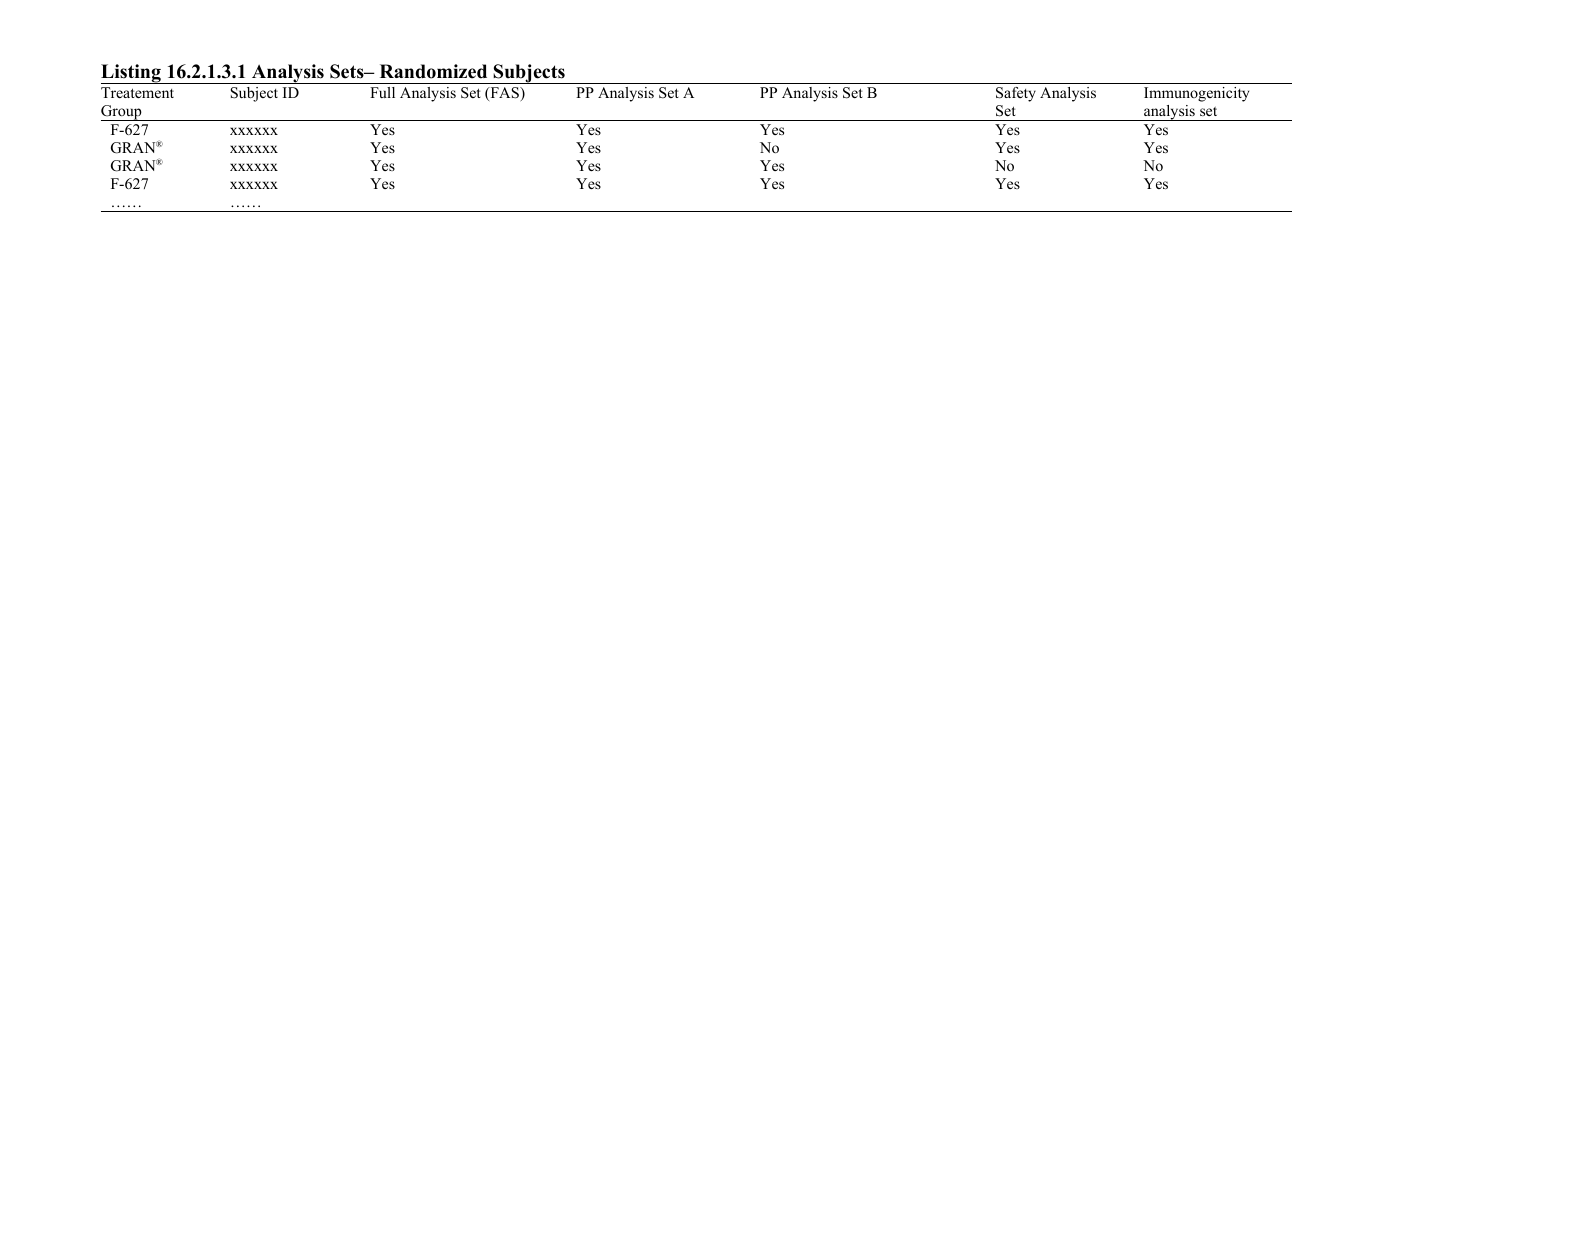 Listing 16.2.1.3.1 Analysis Sets– Randomized Subjects
Treatement Group Subject ID Full Analysis Set (FAS) PP Analysis Set A PP Analysis Set B Safety Analysis Set Immunogenicity analysis set
F-627 xxxxxx Yes Yes Yes Yes Yes
GRAN® xxxxxx Yes Yes No Yes Yes
GRAN® xxxxxx Yes Yes Yes No No
F-627 xxxxxx Yes Yes Yes Yes Yes
…… ……